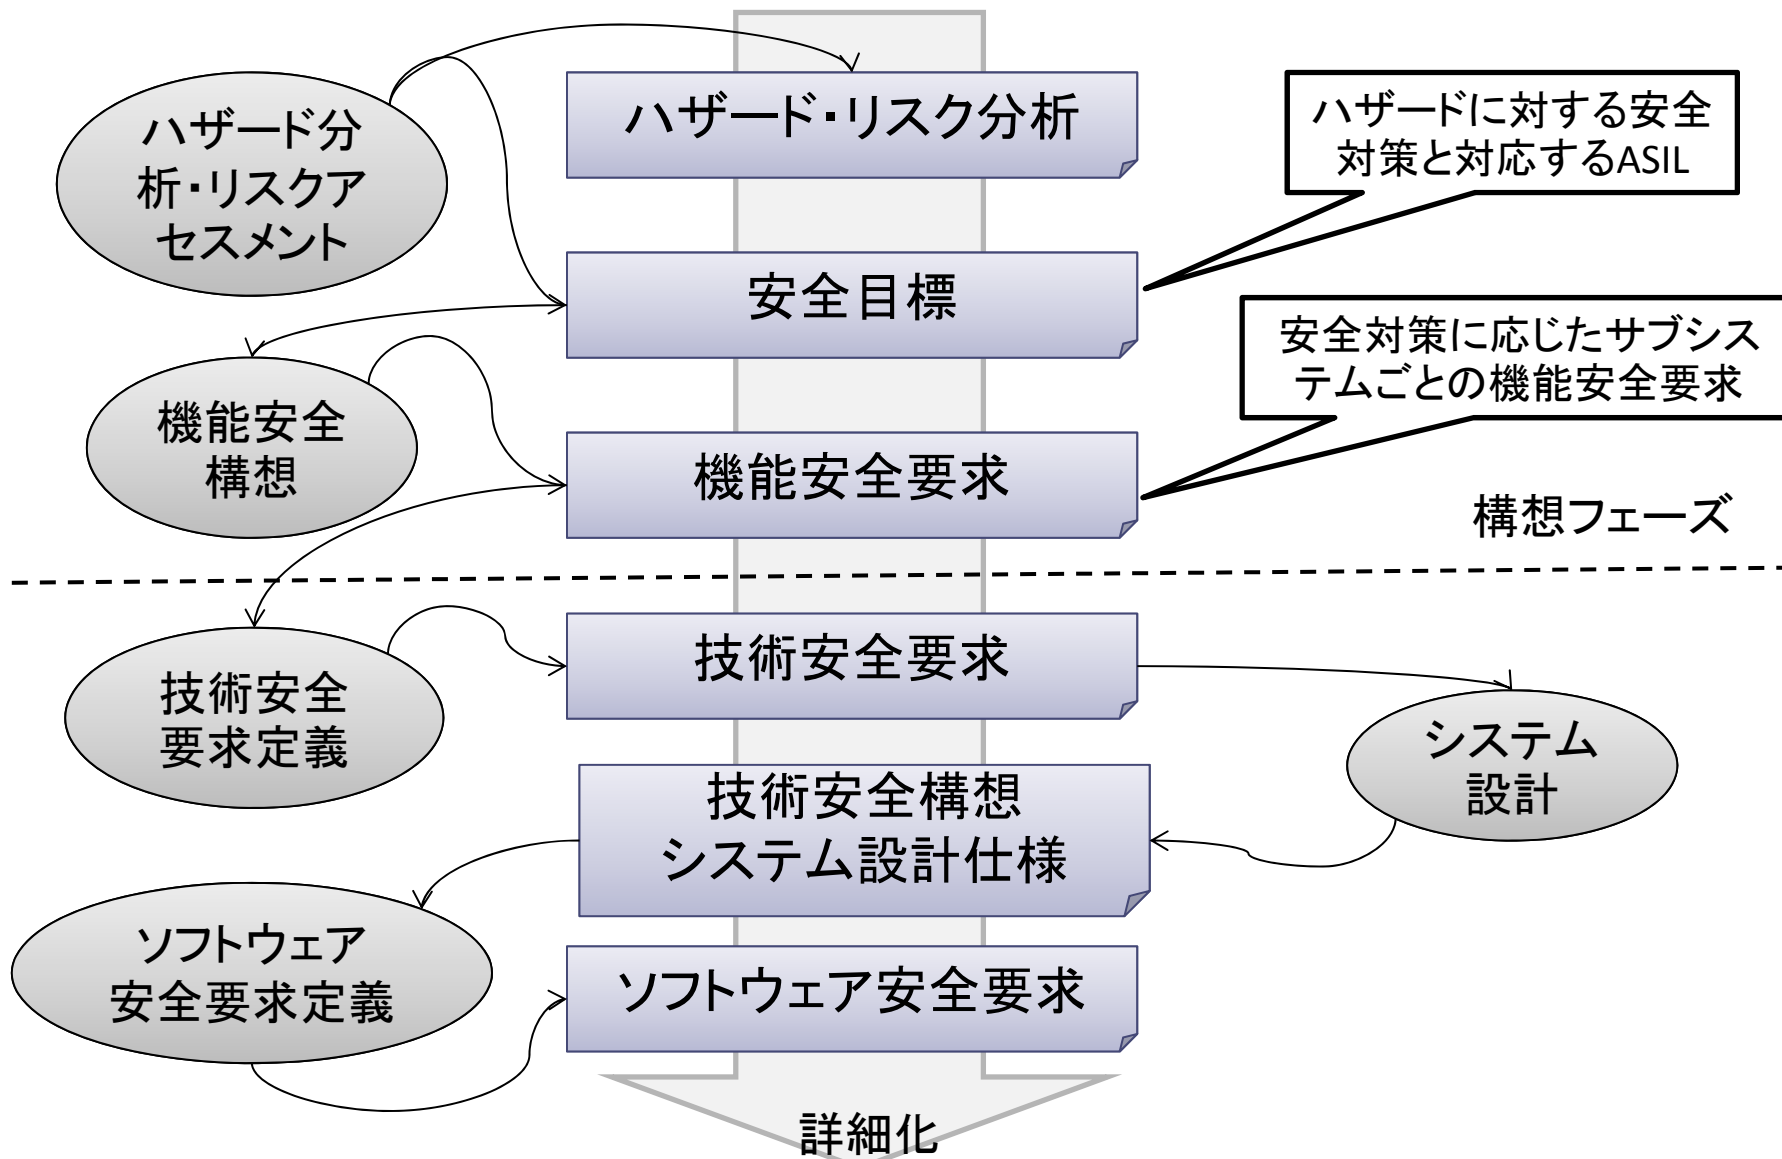 ハザード・リスク分析
ハザード分
析・リスクア
セスメント
ハザードに対する安全
対策と対応するASIL
安全目標
安全対策に応じたサブシス
テムごとの機能安全要求
機能安全
構想
機能安全要求
構想フェーズ
技術安全要求
技術安全
要求定義
システム
設計
技術安全構想
システム設計仕様
ソフトウェア
安全要求定義
ソフトウェア安全要求
詳細化